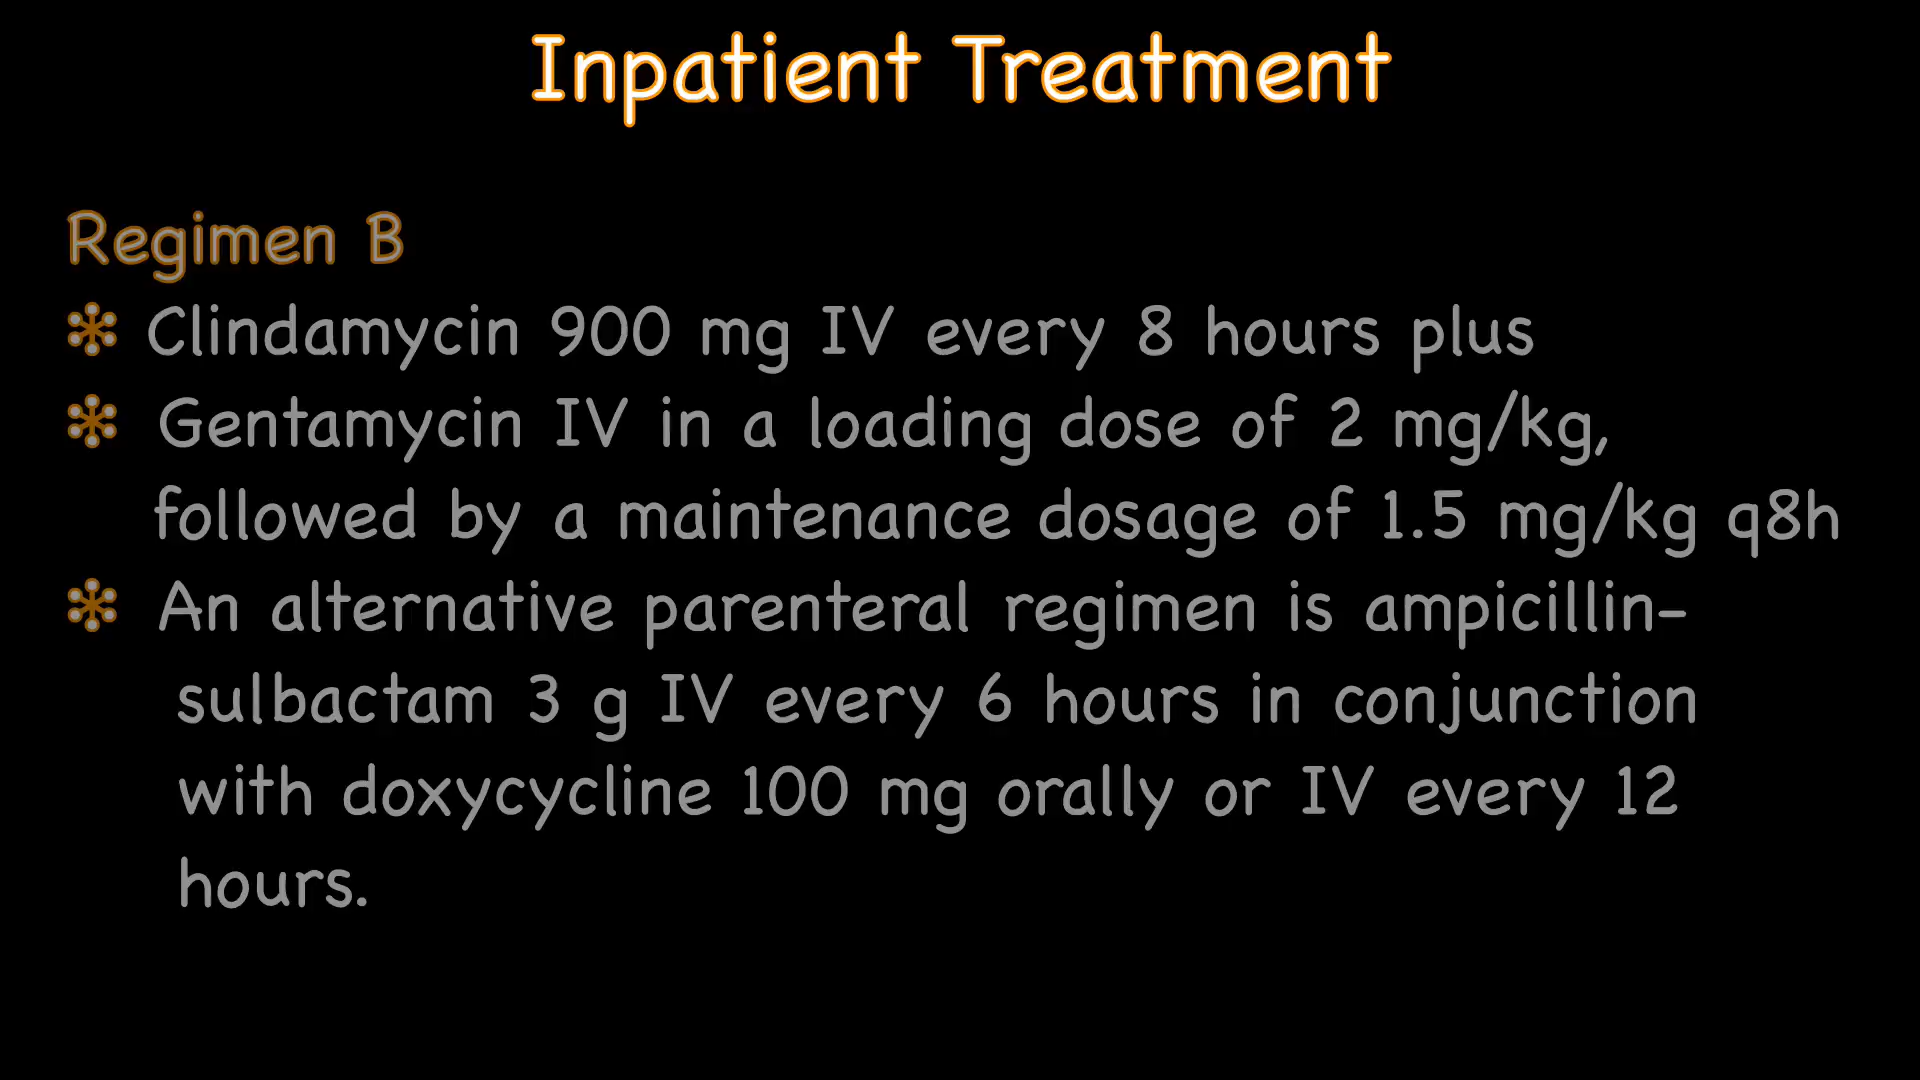 Inpatient Treatment
Regimen B
Clindamycin 900 mg IV every 8 hours plus
Gentamycin IV in a loading dose of 2 mg/kg,
followed by a maintenance dosage of 1.5 mg/kg q8h
An alternative parenteral regimen is ampicillin-
sulbactam 3 g IV every 6 hours in conjunction
with doxycycline 100 mg orally or IV every 12
hours.